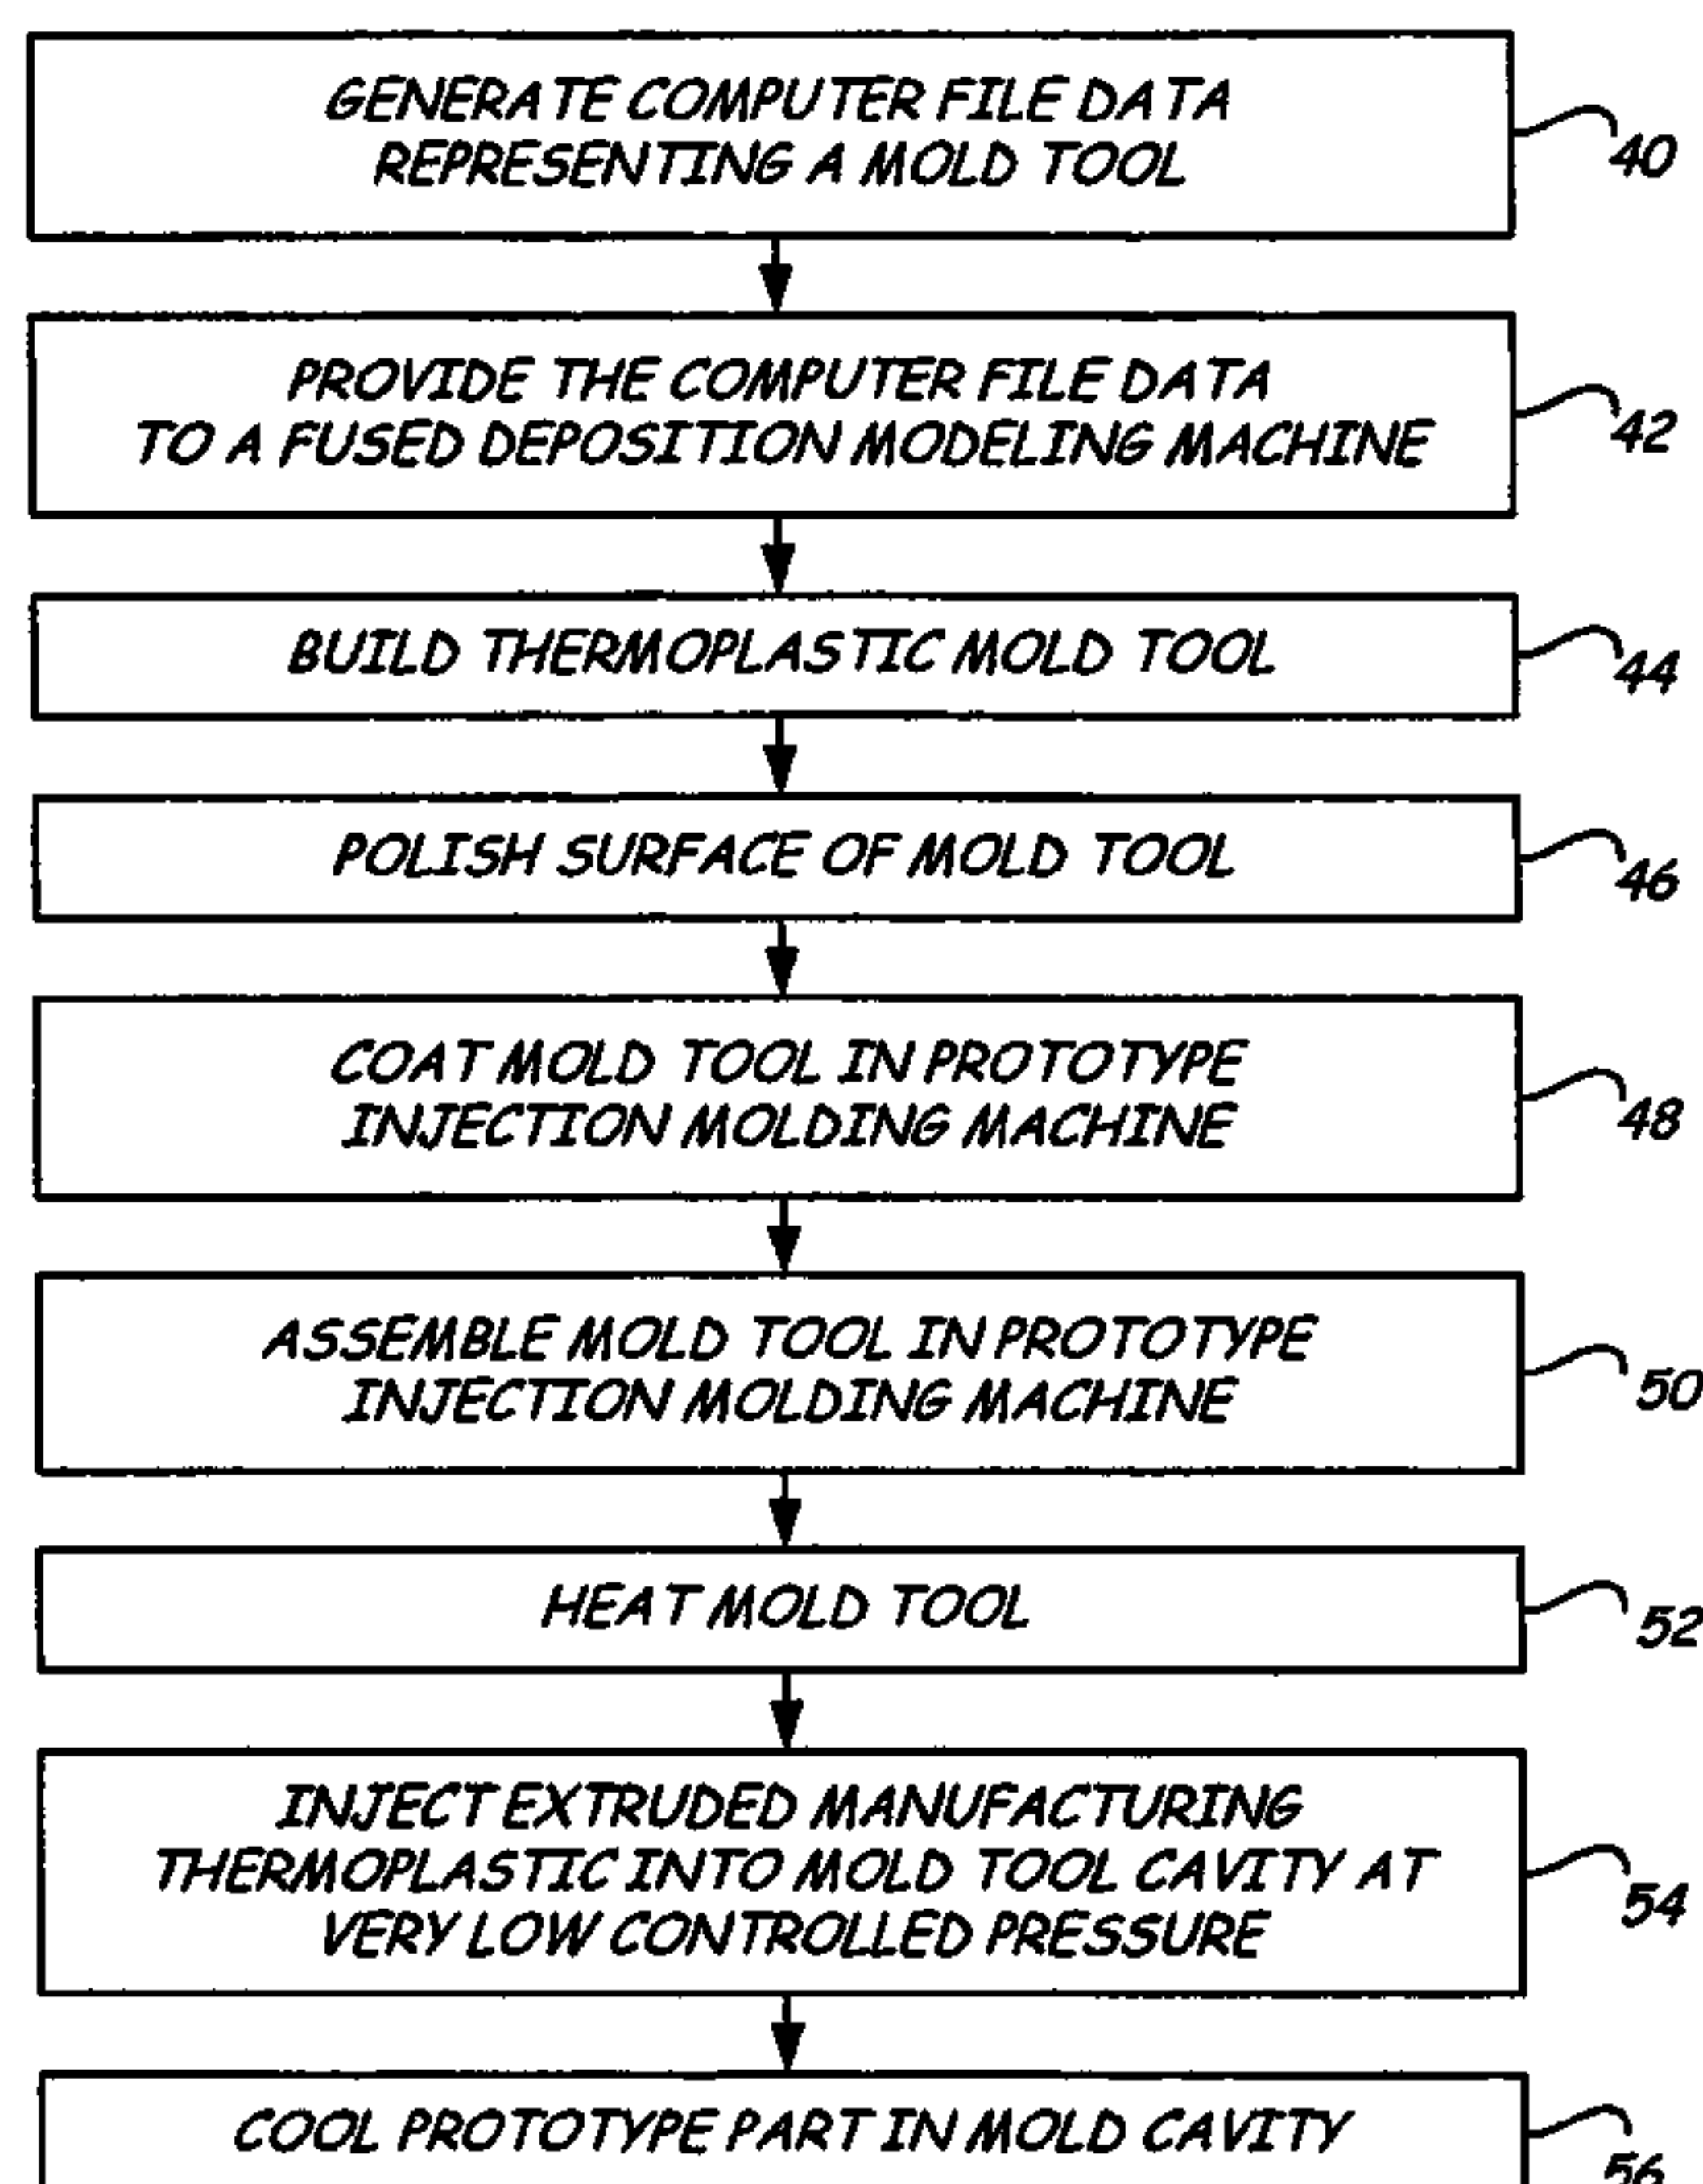 GENERATE COMPUTER FILE DATA
REPRESENTING A MOLD TOOL
40
PROVIDE THE COMPUTER FILE DATA
TO A FUSED DEPOSITION MODELING MACHINE
42
BUILD THERMOPLASTIC MOLD TOOL
44
POLISH SURFACE OF MOLD TOOL
46
COAT MOLD TOOL IN PROTOTYPE
INJECTION MOLDING MACHINE
48
ASSEMBLE MOLD TOOL IN PROTOTYPE
INJECTION MOLDING MACHINE
50
HEAT MOLD TOOL
52
INJECT EXTRUDED MANUFACTURING
THERMOPLASTIC INTO MOLD TOOL CAVITY AT
VERY LOW CONTROLLED PRESSURE
54
COOL PROTOTYPE PART IN MOLD CAVITY
56